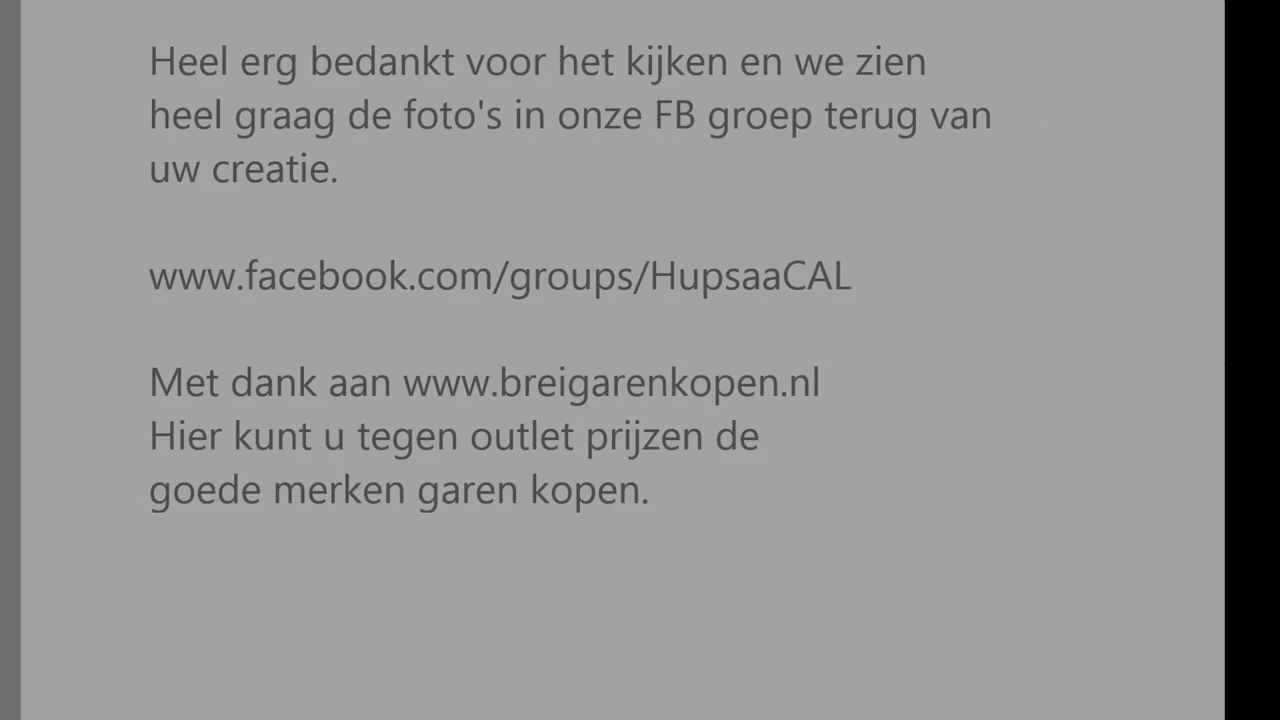 Heel erg bedankt voor het kijken en we zien
heel graag de foto's in onze FB groep terug van
uw creatie.
www.facebook.com/groups/HupsaaCAL
Met dank aan www.breigarenkopen.nl
Hier kunt u tegen outlet prijzen de
goede merken garen kopen.